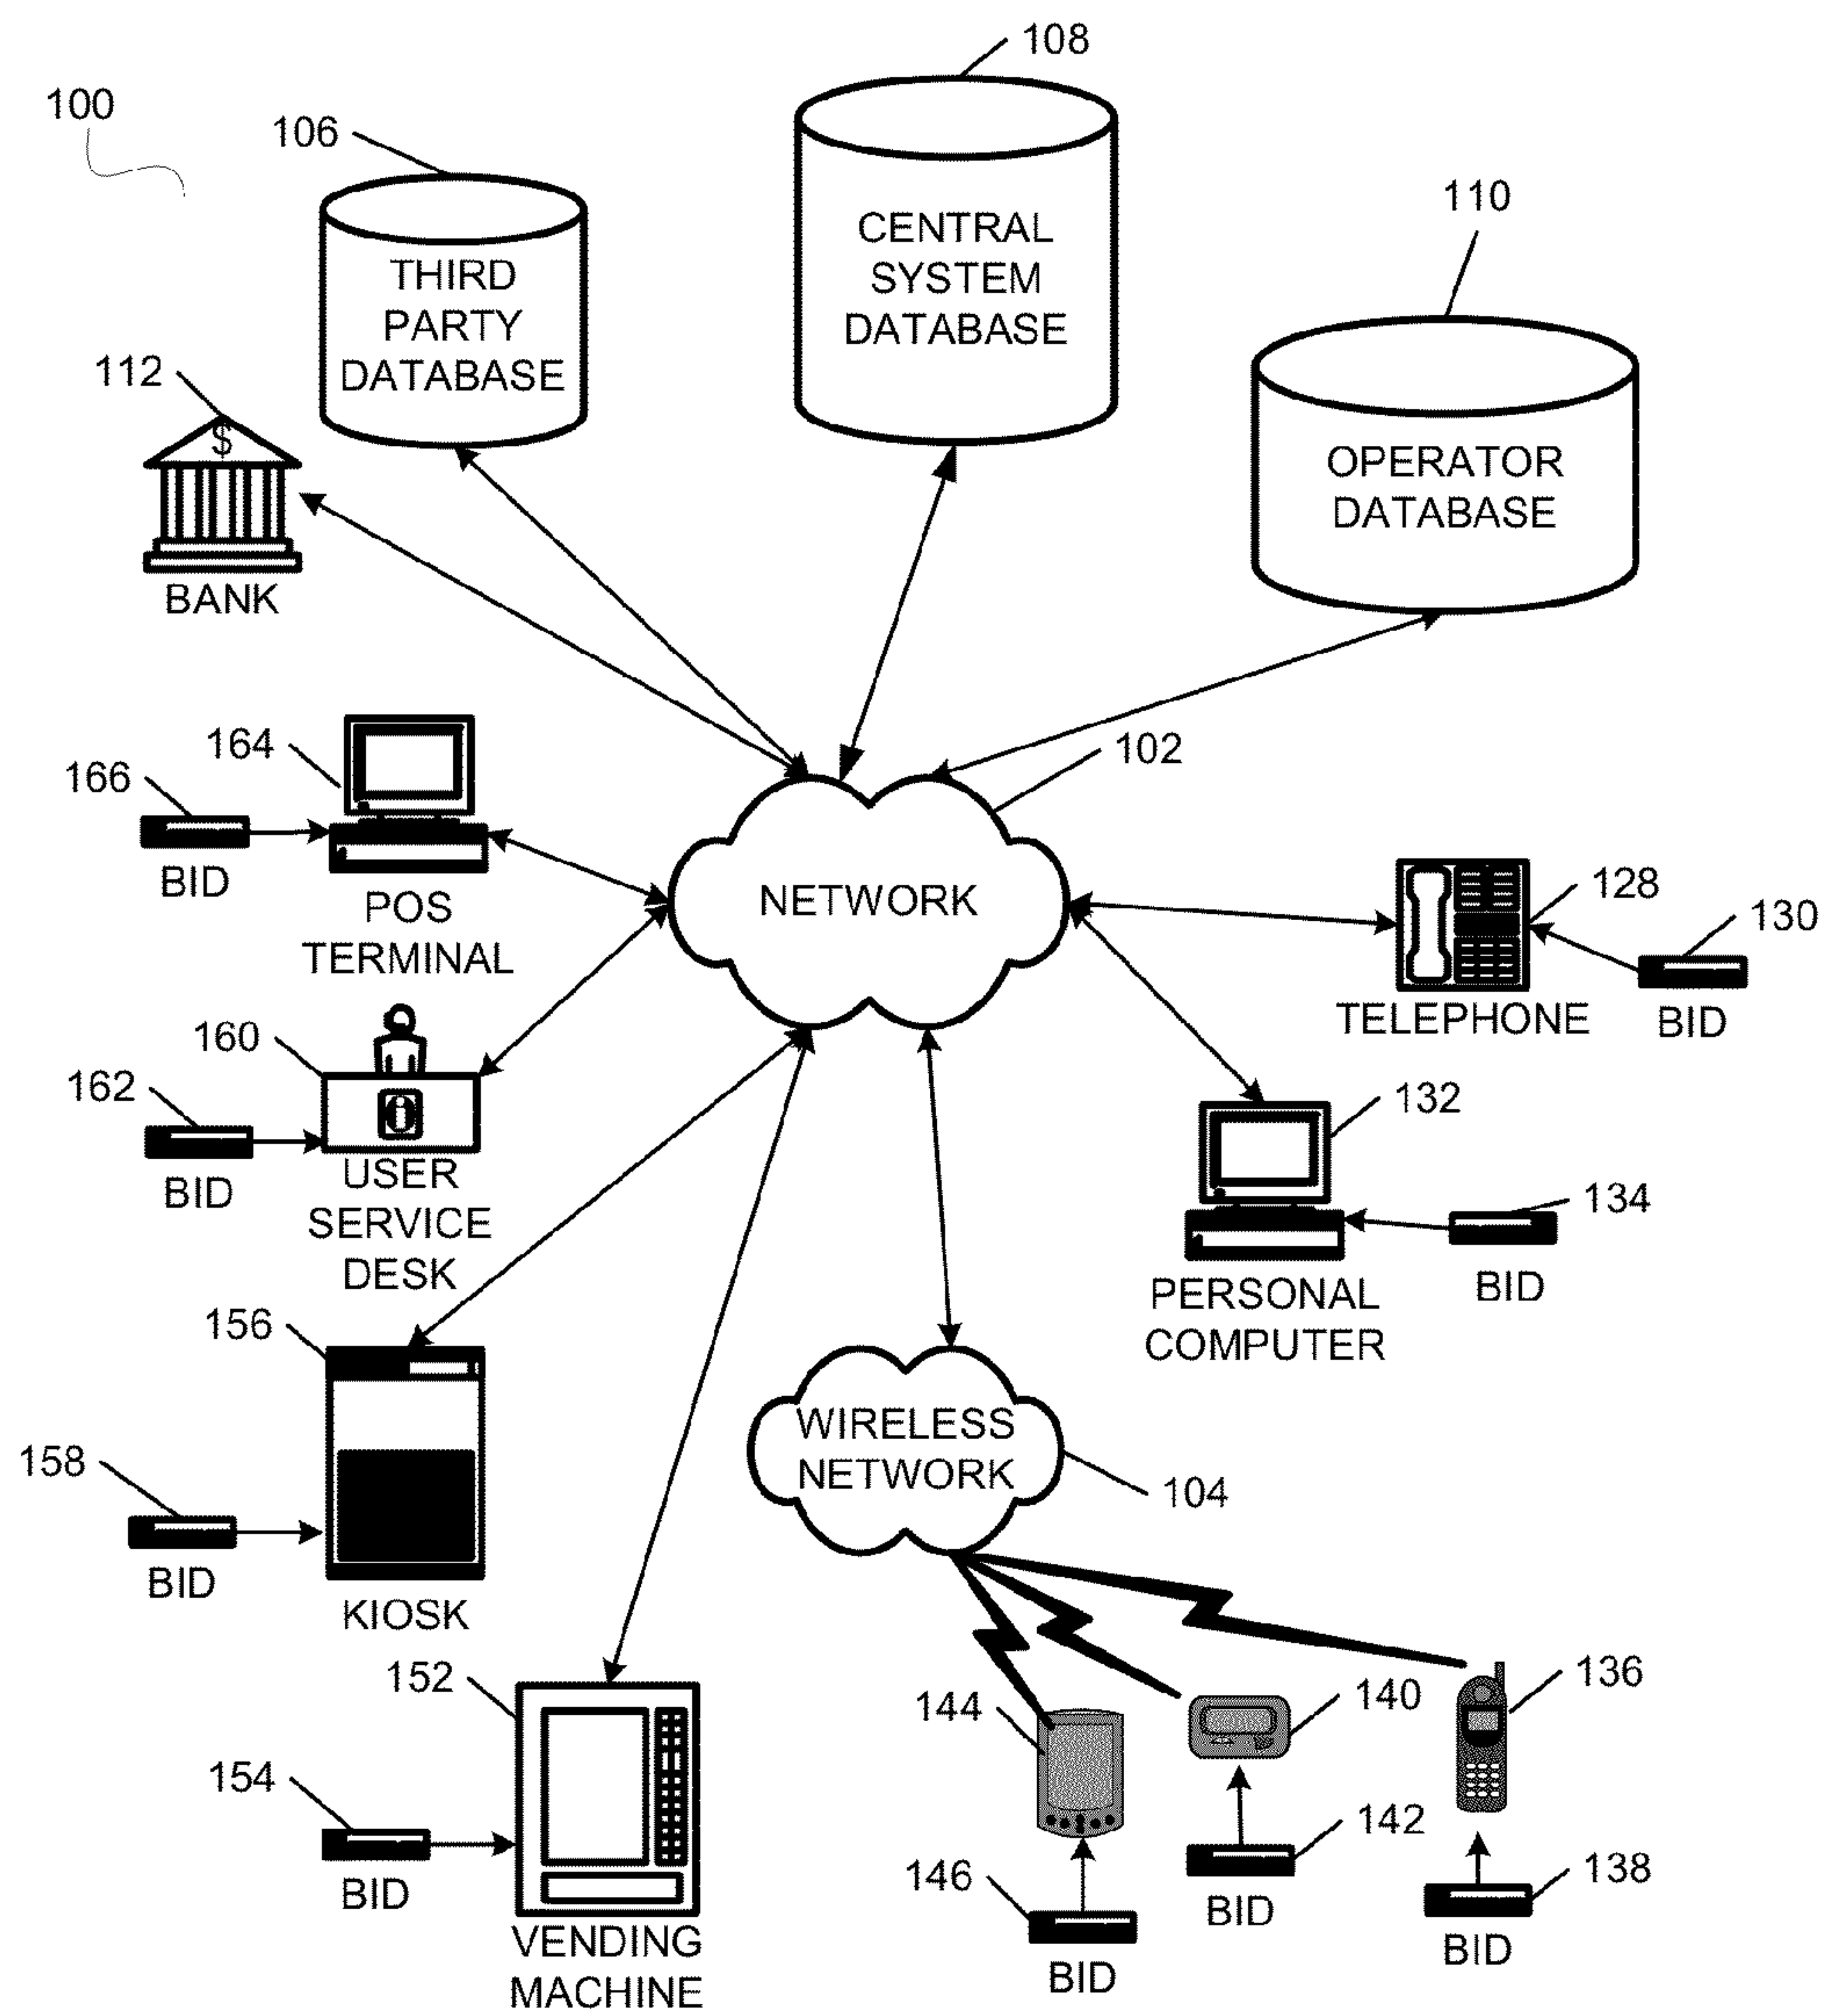 108
100
106
110
THIRD
PARTY
DATABASE
CENTRAL
SYSTEM
DATABASE
112
$
BANK
OPERATOR
DATABASE
164
166
BID
POS
TERMINAL
102
NETWORK
128
130
TELEPHONE
BID
160
162
i
BID
USER
SERVICE
DESK
132
134
BID
PERSONAL
COMPUTER
156
158
BID
KIOSK
WIRELESS
NETWORK
104
152
154
BID
VENDING
MACHINE
144
140
136
146
142
138
BID
BID
BID